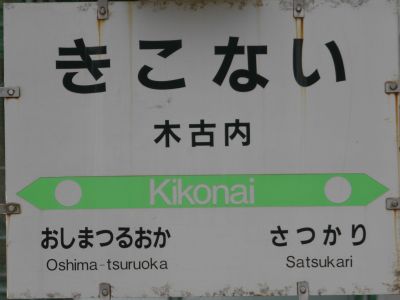 きこない
木古内
Kikonai
おしまつるおか さつかり
Oshima-tsuruoka Satsukari